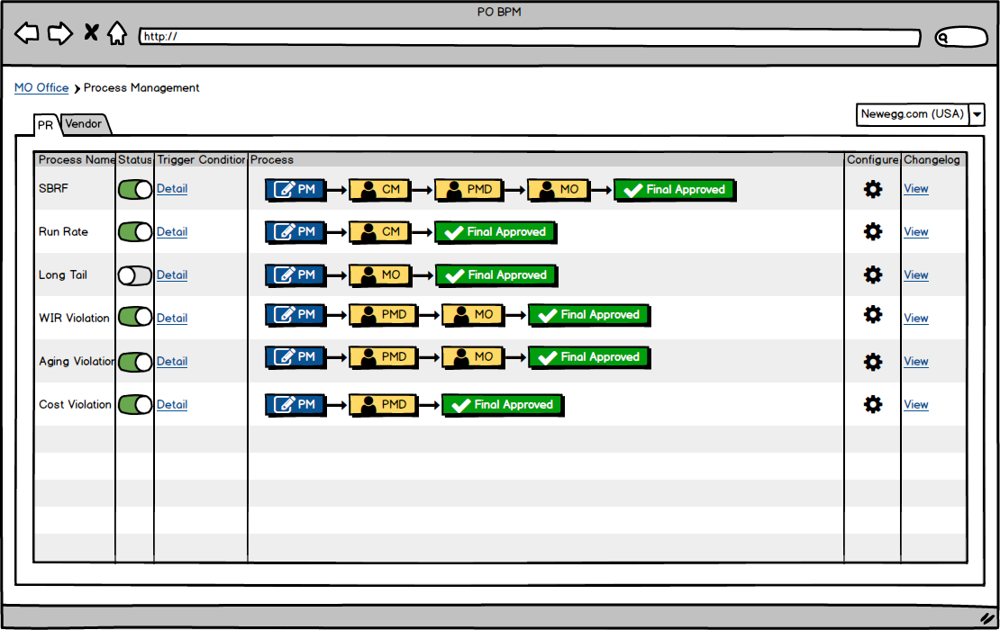 PO BPM
http://
MO Office Process Management
Newegg.com (USA)
PR Vendor
Process Name Status Trigger Condition Process Configure Changelog
SBRF Detail PM CM PMD MO Final Approved View
Run Rate Detail PM CM Final Approved View
Long Tail Detail PM MO Final Approved View
WIR Violation Detail PM PMD MO Final Approved View
Aging Violation Detail PM PMD MO Final Approved View
Cost Violation Detail PM PMD Final Approved View